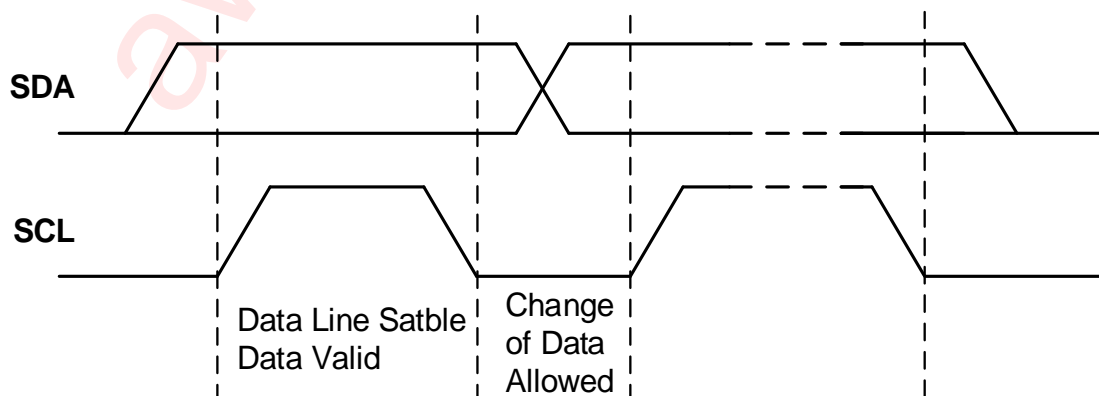 SDA
SCL
Data Line Satble
Data Valid
Change
of Data
Allowed